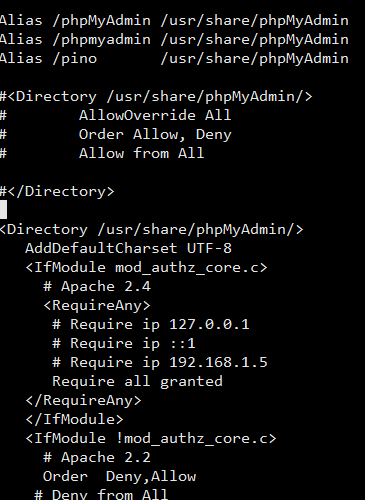 Alias /phpMyAdmin /usr/share/phpMyAdmin
Alias /phpmyadmin /usr/share/phpMyAdmin
Alias /pino       /usr/share/phpMyAdmin
#<Directory /usr/share/phpMyAdmin/>
#       AllowOverride All
#       Order Allow, Deny
#       Allow from All
#</Directory>
<Directory /usr/share/phpMyAdmin/>
   AddDefaultCharset UTF-8
   <IfModule mod_authz_core.c>
     # Apache 2.4
     <RequireAny>
      # Require ip 127.0.0.1
      # Require ip ::1
      # Require ip 192.168.1.5
      Require all granted
   </RequireAny>
   </IfModule>
   <IfModule !mod_authz_core.c>
     # Apache 2.2
     Order  Deny,Allow
    # Deny from All